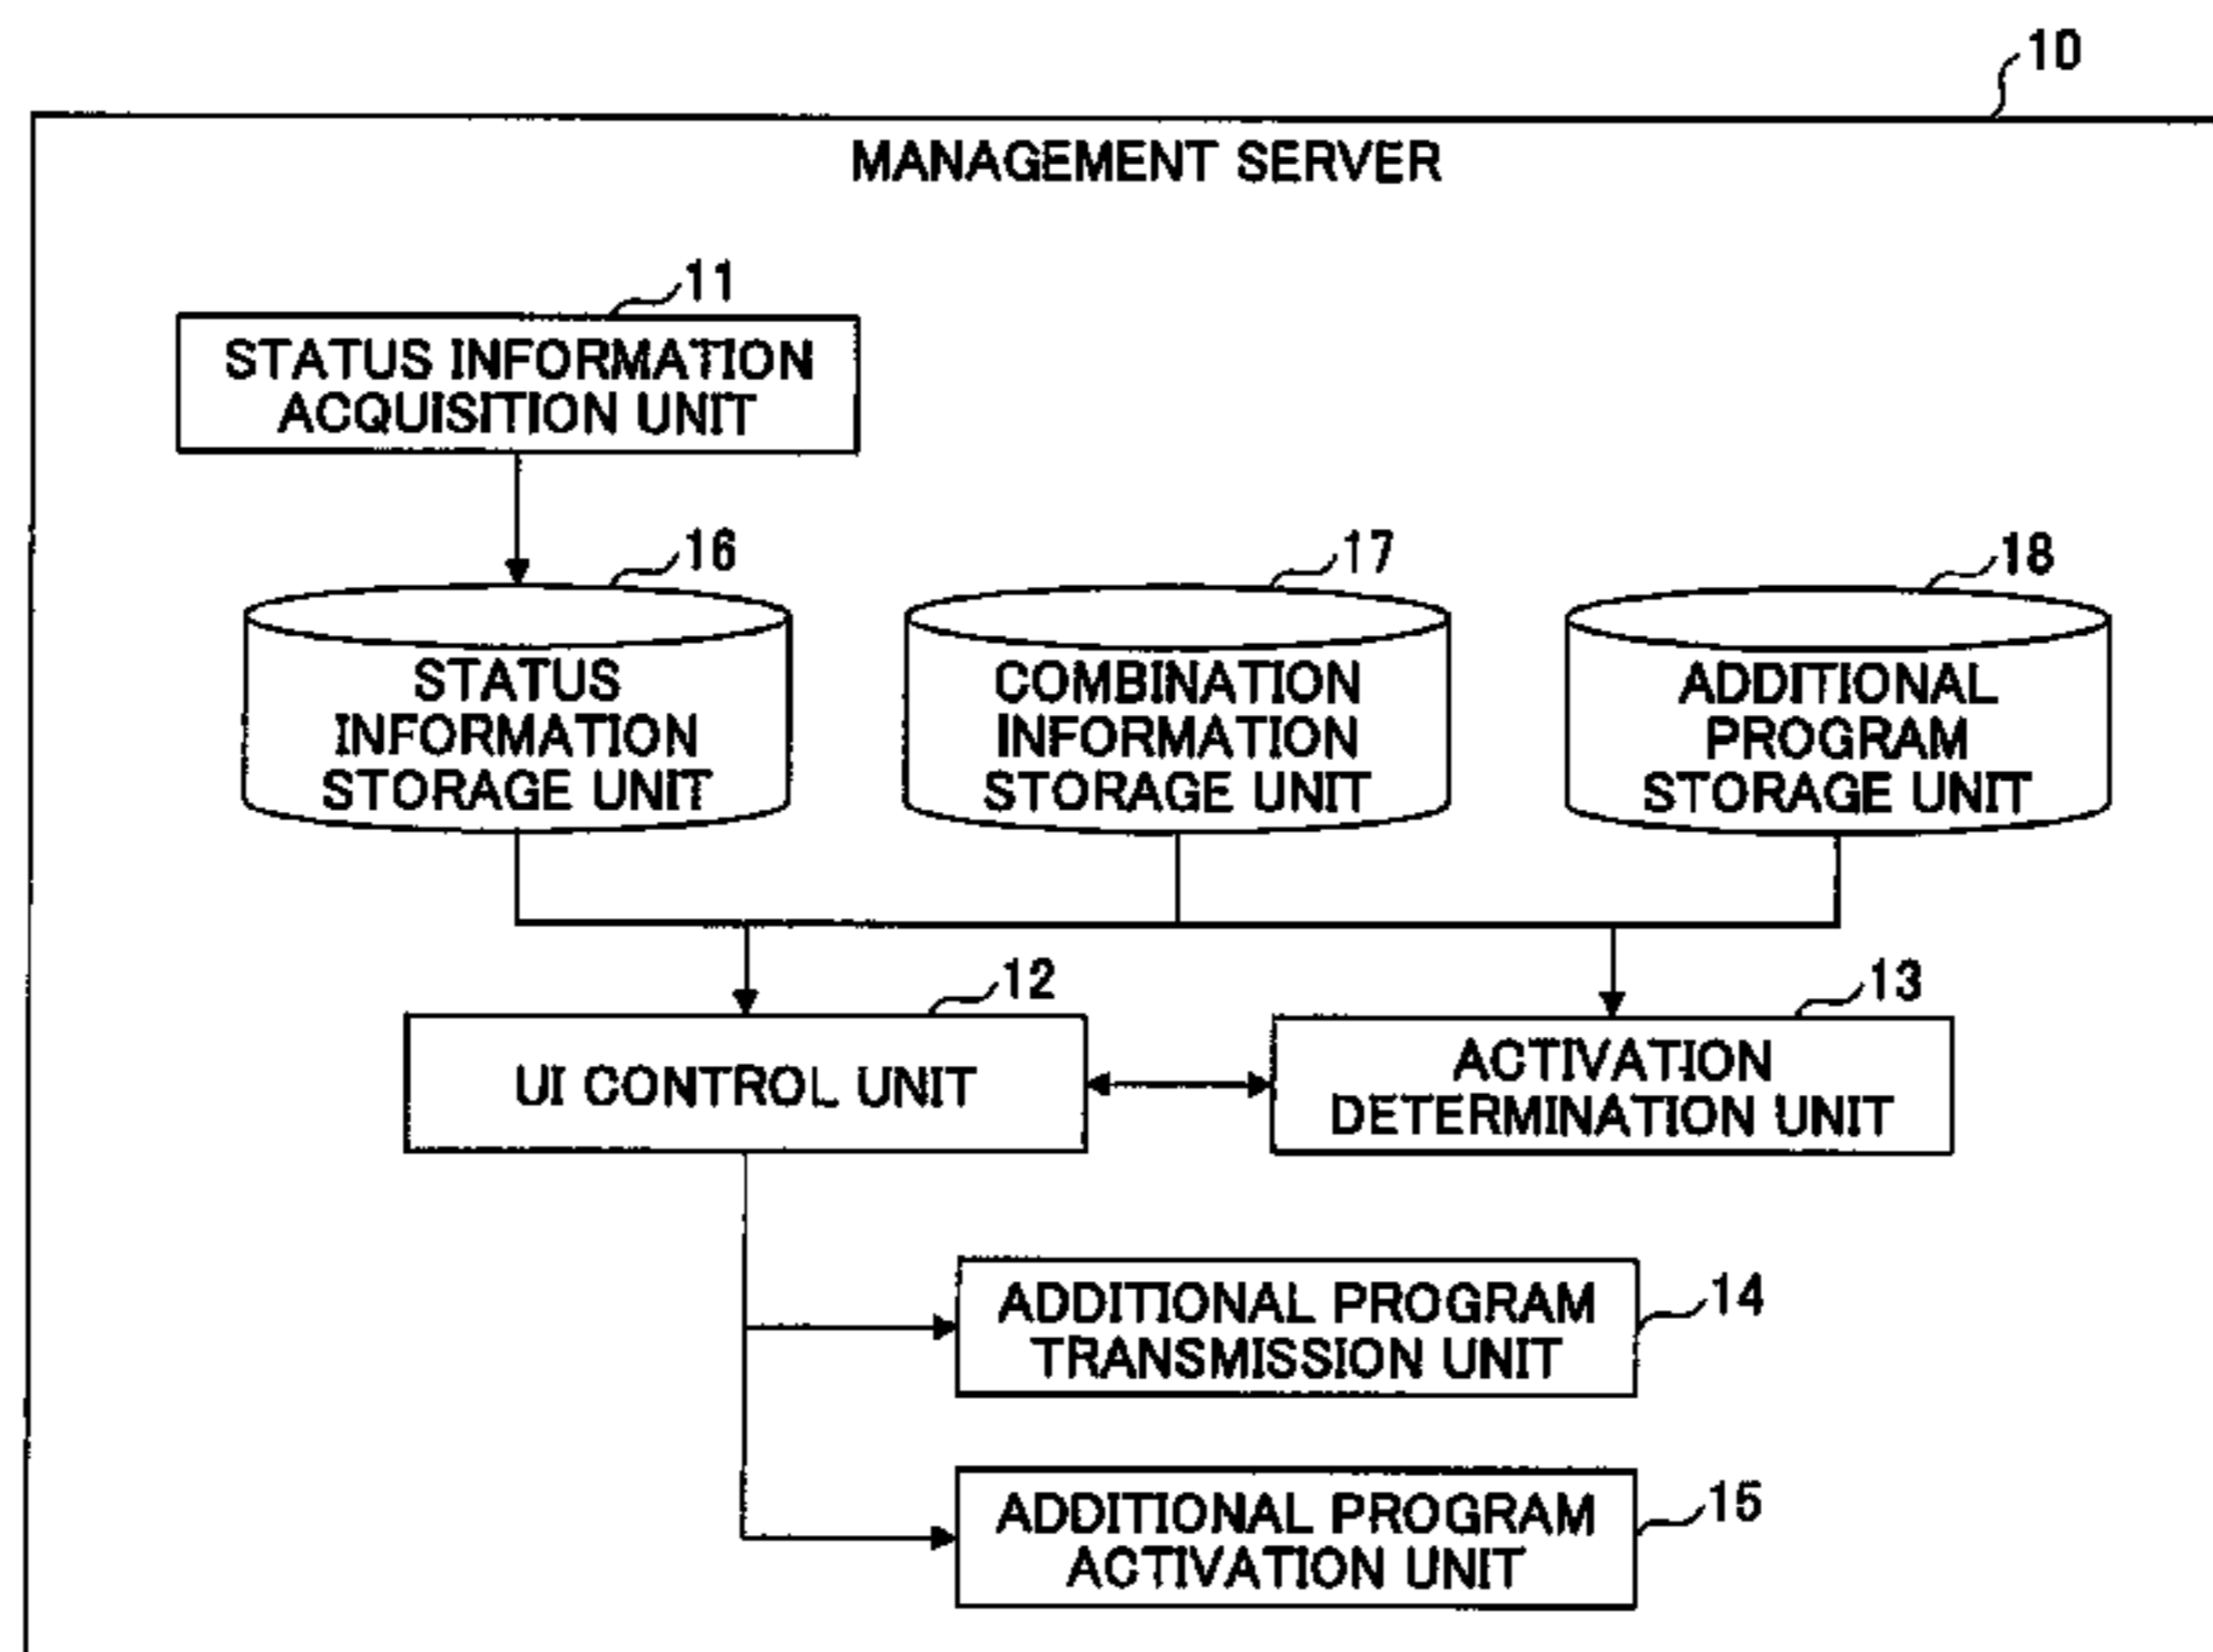 10
MANAGEMENT SERVER
11
STATUS INFORMATION
ACQUISITION UNIT
16
STATUS
INFORMATION
STORAGE UNIT
17
COMBINATION
INFORMATION
STORAGE UNIT
18
ADDITIONAL
PROGRAM
STORAGE UNIT
12
UI CONTROL UNIT
13
ACTIVATION
DETERMINATION UNIT
14
ADDITIONAL PROGRAM
TRANSMISSION UNIT
15
ADDITIONAL PROGRAM
ACTIVATION UNIT